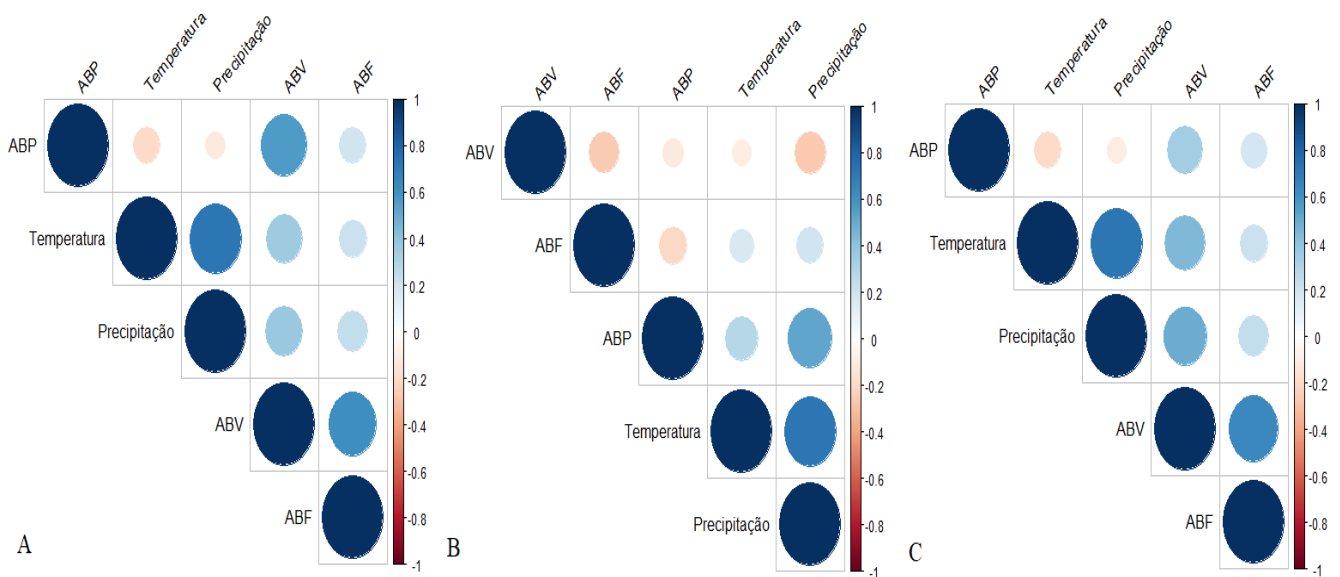 ABP
Temperatura
Precipitação
ABV
ABF
ABP
Temperatura
Precipitação
ABV
ABF
1
0.8
0.6
0.4
0.2
0
-0.2
-0.4
-0.6
-0.8
-1
A
ABV
ABF
ABP
Temperatura
Precipitação
ABV
ABF
ABP
Temperatura
Precipitação
1
0.8
0.6
0.4
0.2
0
-0.2
-0.4
-0.6
-0.8
-1
B
ABP
Temperatura
Precipitação
ABV
ABF
ABP
Temperatura
Precipitação
ABV
ABF
1
0.8
0.6
0.4
0.2
0
-0.2
-0.4
-0.6
-0.8
-1
C